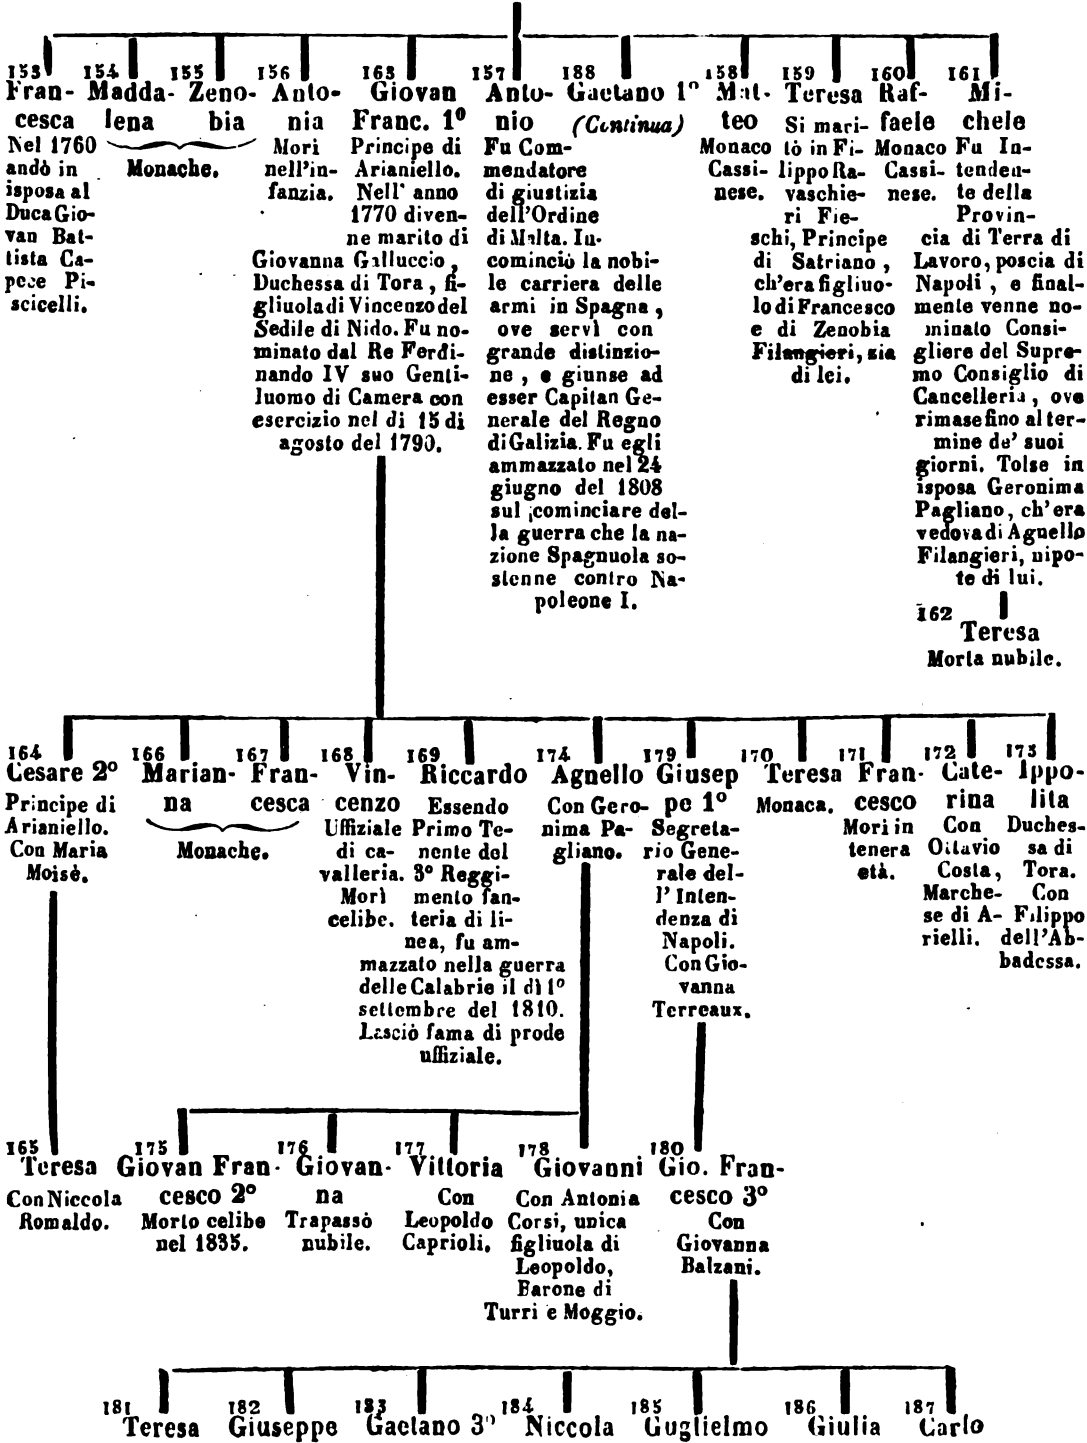 153
Fran-
cesca
Nel 1760
andò in
isposa al
Duca Gio-
van Bat-
tista Ca-
pece Pi-
scicelli.
154
Madda-
lena
155
Zeno-
bia
Monache.
156
Anto-
nia
Morì
nell'in-
fanzia.
163
Giovan
Franc. 1º
Principe di
Arianiello.
Nell' anno
1770 diven-
ne marito di
Giovanna Galluccio,
Duchessa di Tora, fi-
gliuola di Vincenzo del
Sedile di Nido. Fu no-
minato dal Re Ferdi-
nando IV suo Genti-
luomo di Camera con
esercizio nel dì 15 di
agosto del 1790.
157
Anto-
nio
Fu Com-
mendatore
di giustizia
dell'Ordine
di Malta. In-
cominciò la nobi-
le carriera delle
armi in Spagna,
ove servì con
grande distinzio-
ne, e giunse ad
esser Capitan Ge-
nerale del Regno
di Galizia. Fu egli
ammazzato nel 24
giugno del 1808
sul cominciare del-
la guerra che la na-
zione Spagnuola so-
stenne contro Na-
poleone I.
188
Gaetano 1º
(Continua)
158
Mat-
teo
Monaco
Cassi-
nese.
159
Teresa
Si mari-
tò in Fi-
lippo Ra-
vaschie-
ri Fie-
schi, Principe
di Satriano,
ch'era figliuo-
lo di Francesco
e di Zenobia
Filangieri, zia
di lei.
160
Raf-
faele
Monaco
Cassi-
nese.
161
Mi-
chele
Fu In-
tenden-
te della
Provin-
cia di Terra di
Lavoro, poscia di
Napoli, e final-
mente venne no-
minato Consi-
gliere del Supre-
mo Consiglio di
Cancelleria, ove
rimase fino al ter-
mine de' suoi
giorni. Tolse in
isposa Geronima
Pagliano, ch'era
vedova di Agnello
Filangieri, nipo-
te di lui.
162
Teresa
Morta nubile.
164
Cesare 2º
Principe di
Arianiello.
Con Maria
Moisè.
166
Marian-
na
167
Fran-
cesca
Monache.
168
Vin-
cenzo
Uffiziale
di ca-
valleria.
Morì
celibe.
169
Riccardo
Essendo
Primo Te-
nente del
3º Reggi-
mento fan-
teria di li-
nea, fu am-
mazzato nella guerra
delle Calabrie il dì 1º
settembre del 1810.
Lasciò fama di prode
uffiziale.
174
Agnello
Con Gero-
nima Pa-
gliano.
179
Giusep
pe 1º
Segreta-
rio Gene-
rale del-
l' Inten-
denza di
Napoli.
Con Gio-
vanna
Terreaux.
170
Teresa
Monaca.
171
Fran-
cesco
Morì in
tenera
età.
172
Cate-
rina
Con
Ottavio
Costa,
Marche-
se di A-
rielli.
173
Ippo-
lita
Duches-
sa di
Tora.
Con
Filippo
dell'Ab-
badessa.
165
Teresa
Con Niccola
Romaldo.
175
Giovan Fran-
cesco 2º
Morto celibe
nel 1835.
176
Giovan-
na
Trapassò
nubile.
177
Vittoria
Con
Leopoldo
Caprioli.
178
Giovanni
Con Antonia
Corsi, unica
figliuola di
Leopoldo,
Barone di
Turri e Moggio.
180
Gio. Fran-
cesco 3º
Con
Giovanna
Balzani.
181
Teresa
182
Giuseppe
183
Gaetano 3º
184
Niccola
185
Guglielmo
186
Giulia
187
Carlo